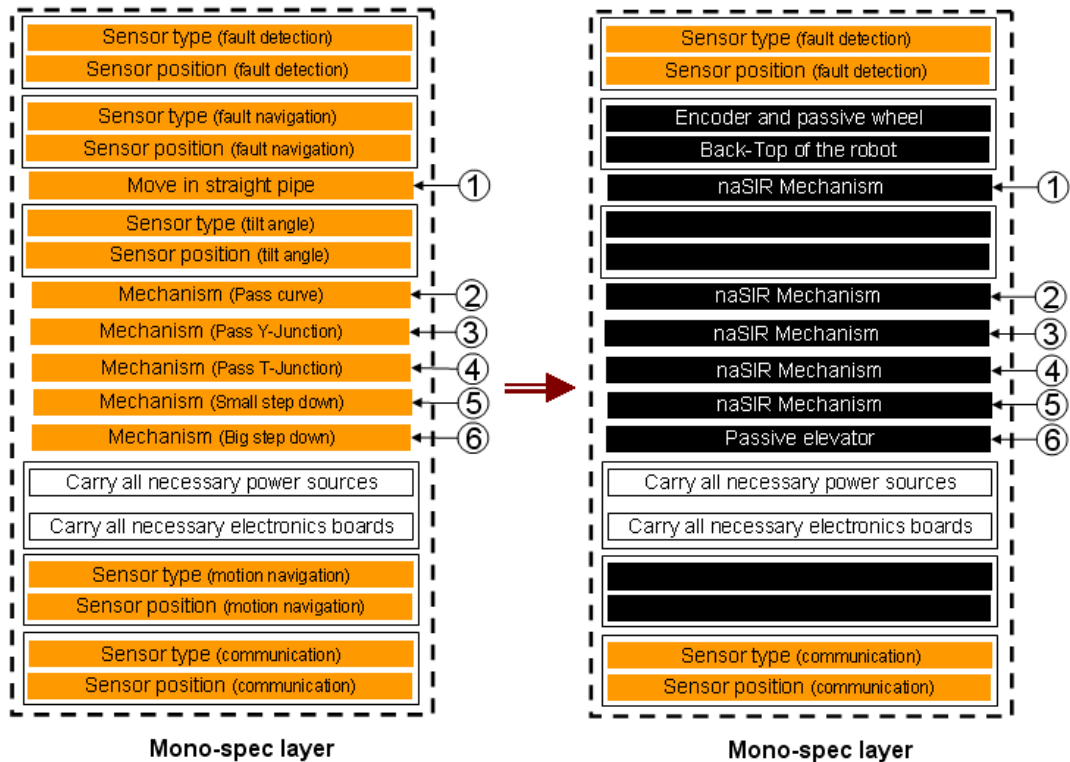 Sensor type (fault detection)
Sensor position (fault detection)
Sensor type (fault navigation)
Sensor position (fault navigation)
Move in straight pipe
1
Sensor type (tilt angle)
Sensor position (tilt angle)
Mechanism (Pass curve)
2
Mechanism (Pass Y-Junction)
3
Mechanism (Pass T-Junction)
4
Mechanism (Small step down)
5
Mechanism (Big step down)
6
Carry all necessary power sources
Carry all necessary electronics boards
Sensor type (motion navigation)
Sensor position (motion navigation)
Sensor type (communication)
Sensor position (communication)
Mono-spec layer
Sensor type (fault detection)
Sensor position (fault detection)
Encoder and passive wheel
Back-Top of the robot
naSIR Mechanism
1
naSIR Mechanism
2
naSIR Mechanism
3
naSIR Mechanism
4
naSIR Mechanism
5
Passive elevator
6
Carry all necessary power sources
Carry all necessary electronics boards
Sensor type (communication)
Sensor position (communication)
Mono-spec layer